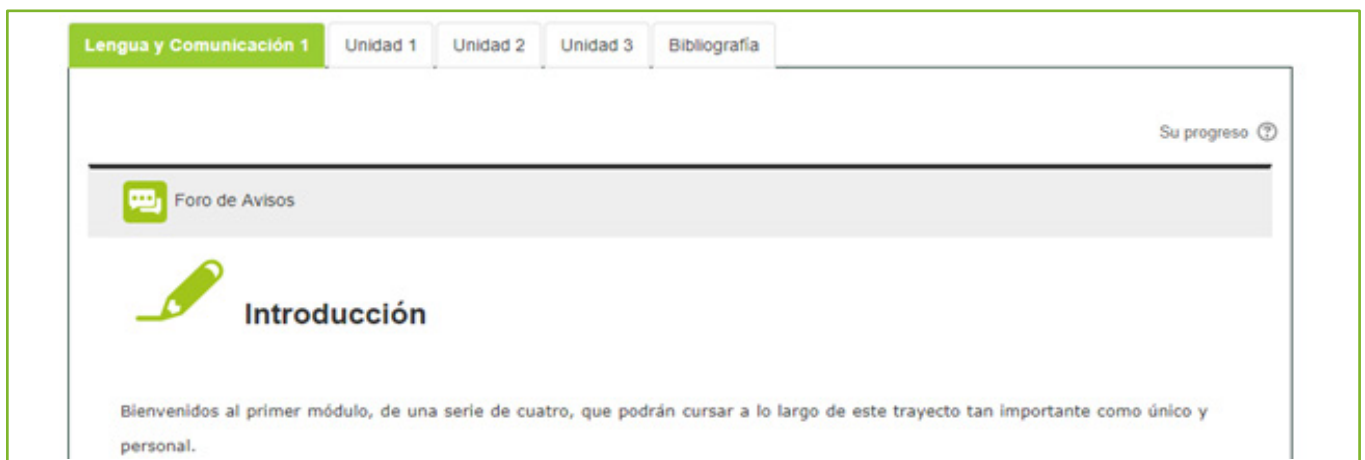 Lengua y Comunicación 1 Unidad 1 Unidad 2 Unidad 3 Bibliografía
Su progreso
Foro de Avisos
Introducción
Bienvenidos al primer módulo, de una serie de cuatro, que podrán cursar a lo largo de este trayecto tan importante como único y
personal.